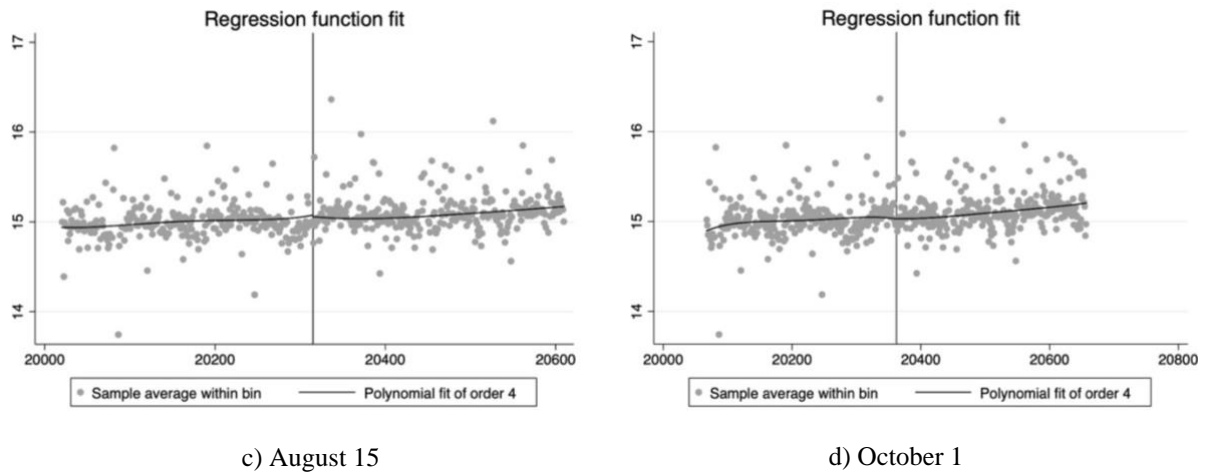 Regression function fit
17
16
15
14
20000 20200 20400 20600
Sample average within bin Polynomial fit of order 4
c) August 15
Regression function fit
17
16
15
14
20000 20200 20400 20600 20800
Sample average within bin Polynomial fit of order 4
d) October 1